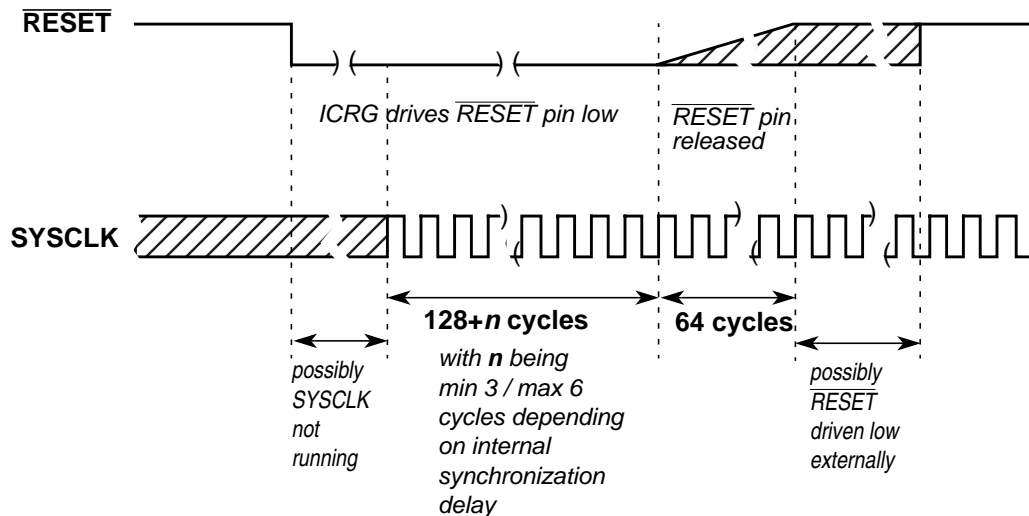 RESET
ICRG drives RESET pin low
RESET pin
released
SYSCLK
128+n cycles
64 cycles
with n being
min 3 / max 6
cycles depending
on internal
synchronization
delay
possibly
SYSCLK
not
running
possibly
RESET
driven low
externally